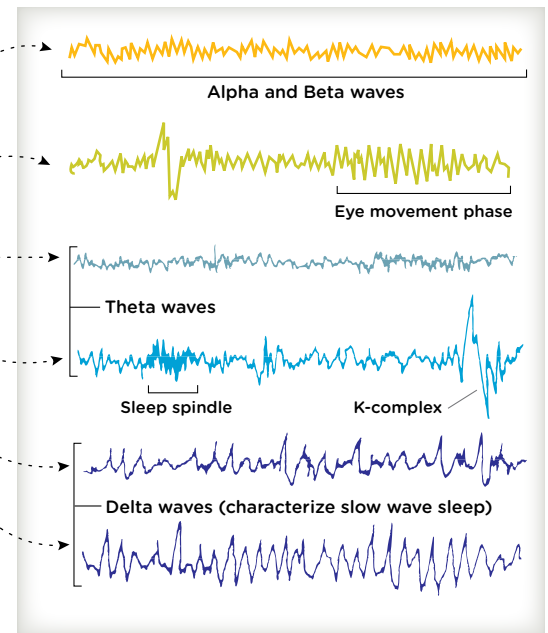 Alpha and Beta waves
Eye movement phase
Theta waves
Sleep spindle
K-complex
Delta waves (characterize slow wave sleep)